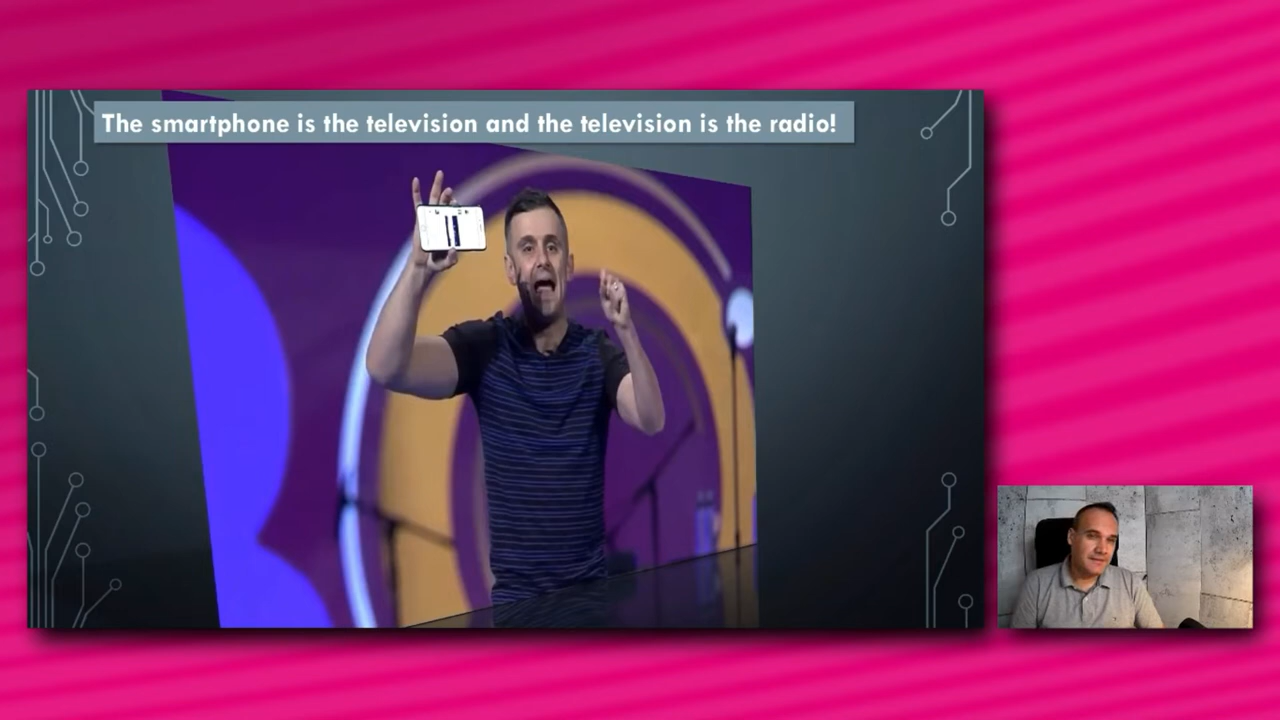 The smartphone is the television and the television is the radio!